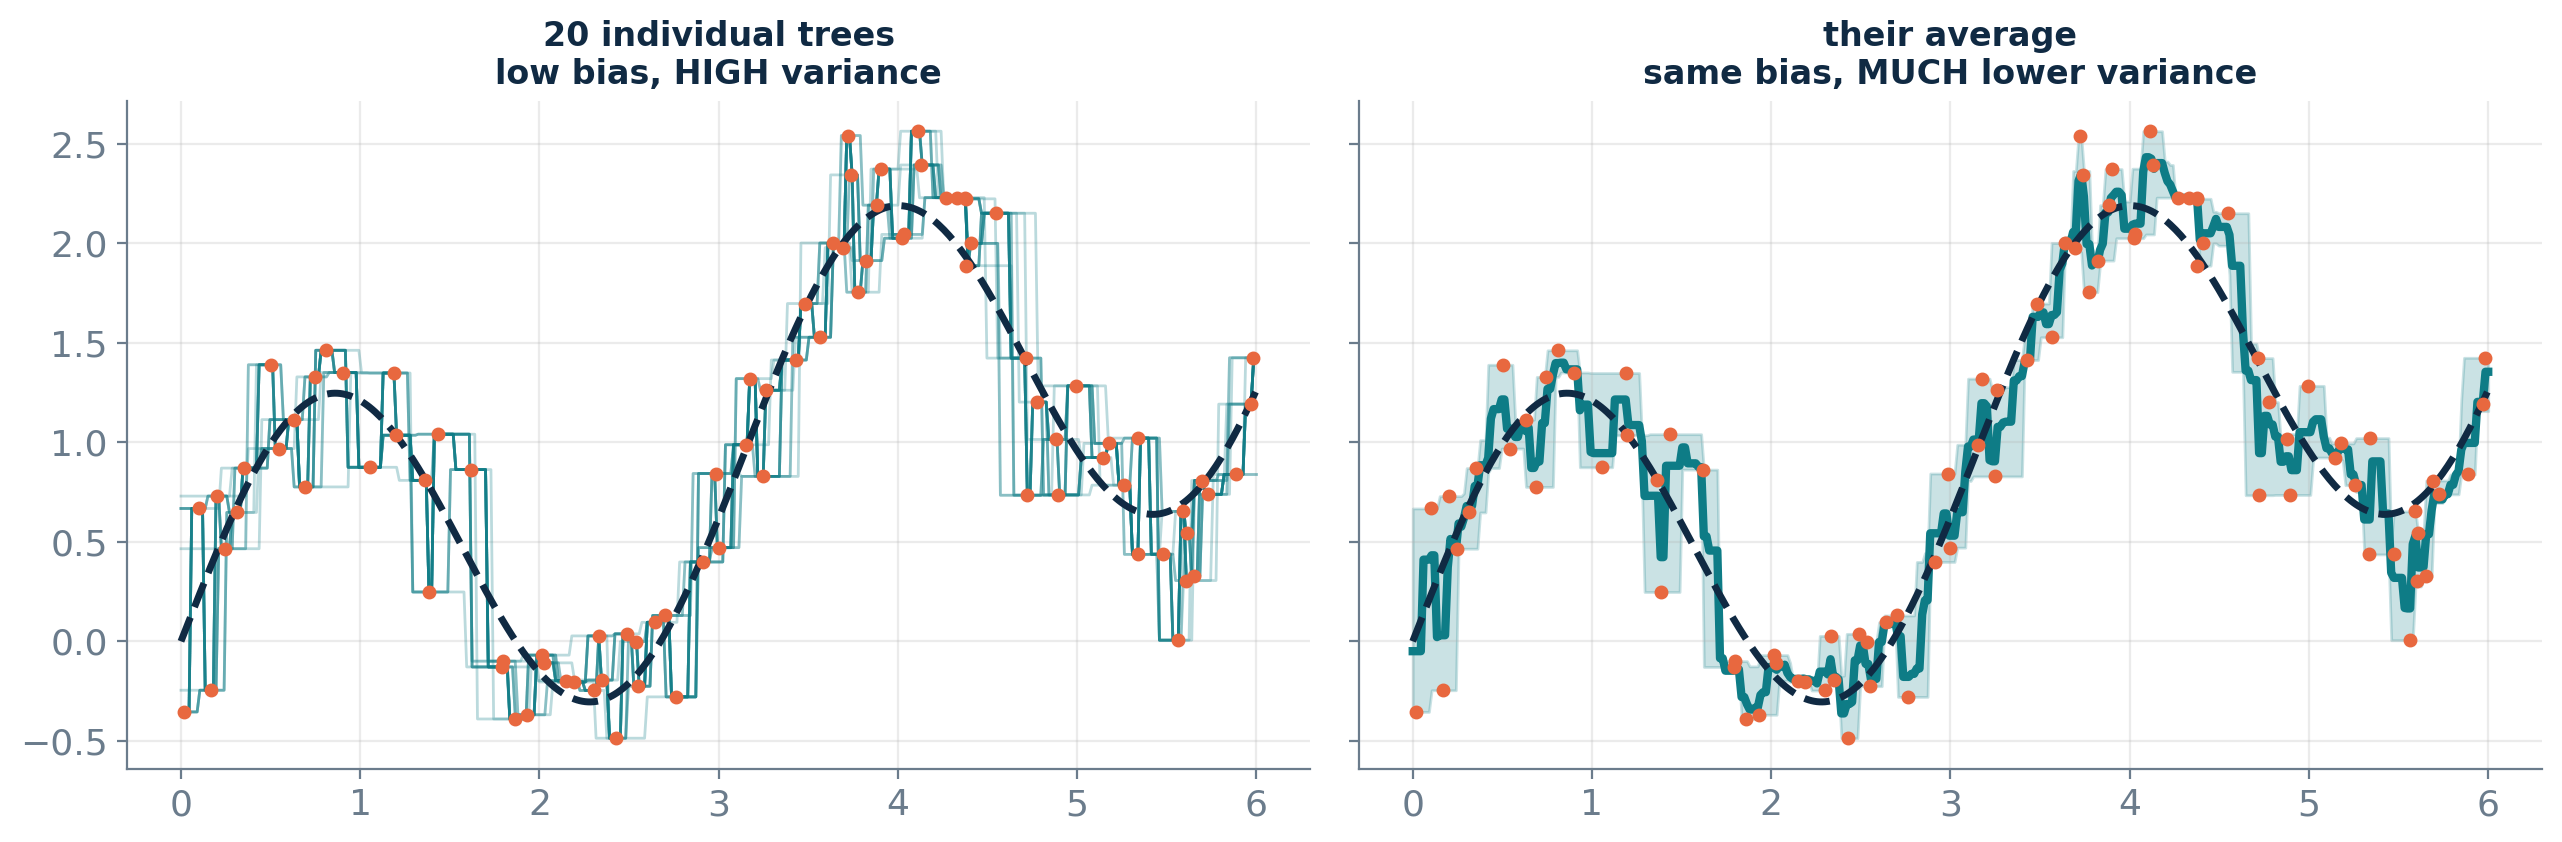 20 individual trees
low bias, HIGH variance
their average
same bias, MUCH lower variance
2.5
2.0
1.5
1.0
0.5
0.0
−0.5
0 1 2 3 4 5 6
0 1 2 3 4 5 6